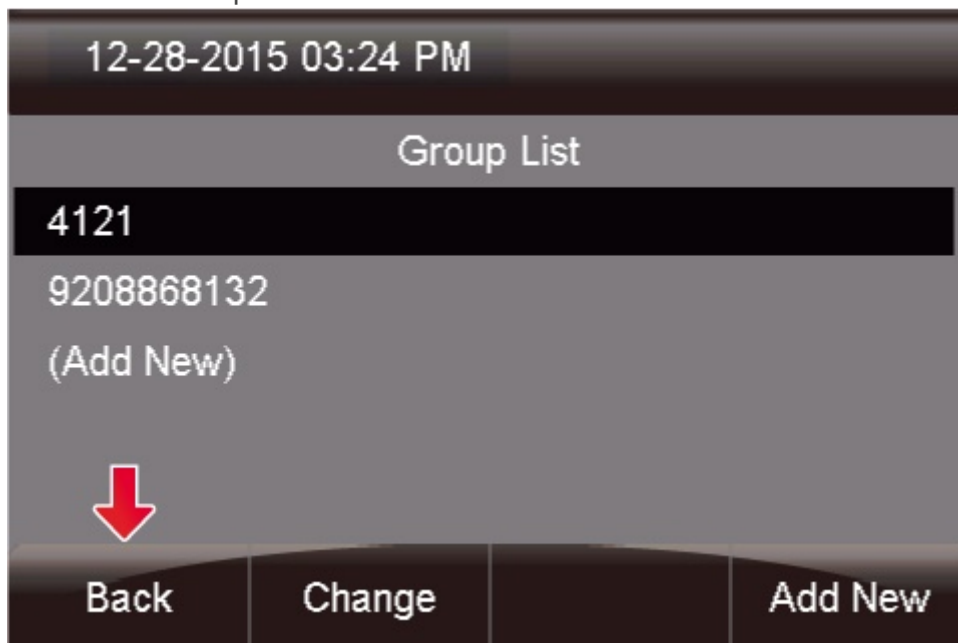 12-28-2015 03:24 PM
Group List
4121
9208868132
(Add New)
Back Change Add New